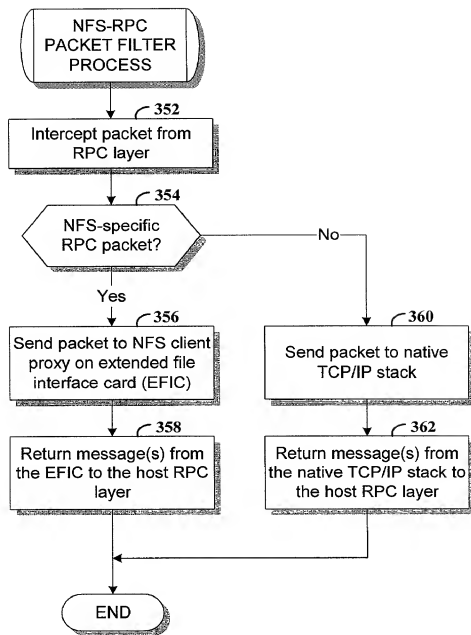 NFS-RPC
PACKET FILTER
PROCESS
352
Intercept packet from
RPC layer
354
NFS-specific
RPC packet?
No
Yes
356
Send packet to NFS client
proxy on extended file
interface card (EFIC)
360
Send packet to native
TCP/IP stack
358
Return message(s) from
the EFIC to the host RPC
layer
362
Return message(s) from
the native TCP/IP stack to
the host RPC layer
END